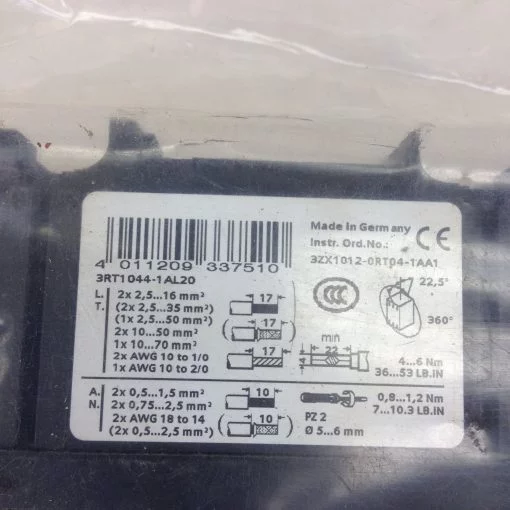 Made in Germany
Instr. Ord.No.:
3ZX1012-0RT04-1AA1
CE
4 011209 337510
3RT1044-1AL20
CCC
22,5°
360°
L. 2x 2,5...16 mm²
T. (2x 2,5...35 mm²)
(1x 2,5...50 mm²)
2x 10...50 mm²
1x 10...70 mm²
2x AWG 10 to 1/0
1x AWG 10 to 2/0
17
17
17
min
22
4
4...6 Nm
36...53 LB.IN
A. 2x 0,5...1,5 mm²
N. 2x 0,75...2,5 mm²
2x AWG 18 to 14
(2x 0,5...2,5 mm²)
10
10
PZ 2
Ø 5...6 mm
0,8...1,2 Nm
7...10.3 LB.IN